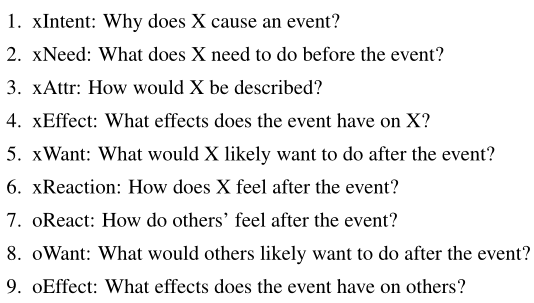 1. xIntent: Why does X cause an event?
2. xNeed: What does X need to do before the event?
3. xAttr: How would X be described?
4. xEffect: What effects does the event have on X?
5. xWant: What would X likely want to do after the event?
6. xReaction: How does X feel after the event?
7. oReact: How do others' feel after the event?
8. oWant: What would others likely want to do after the event?
9. oEffect: What effects does the event have on others?